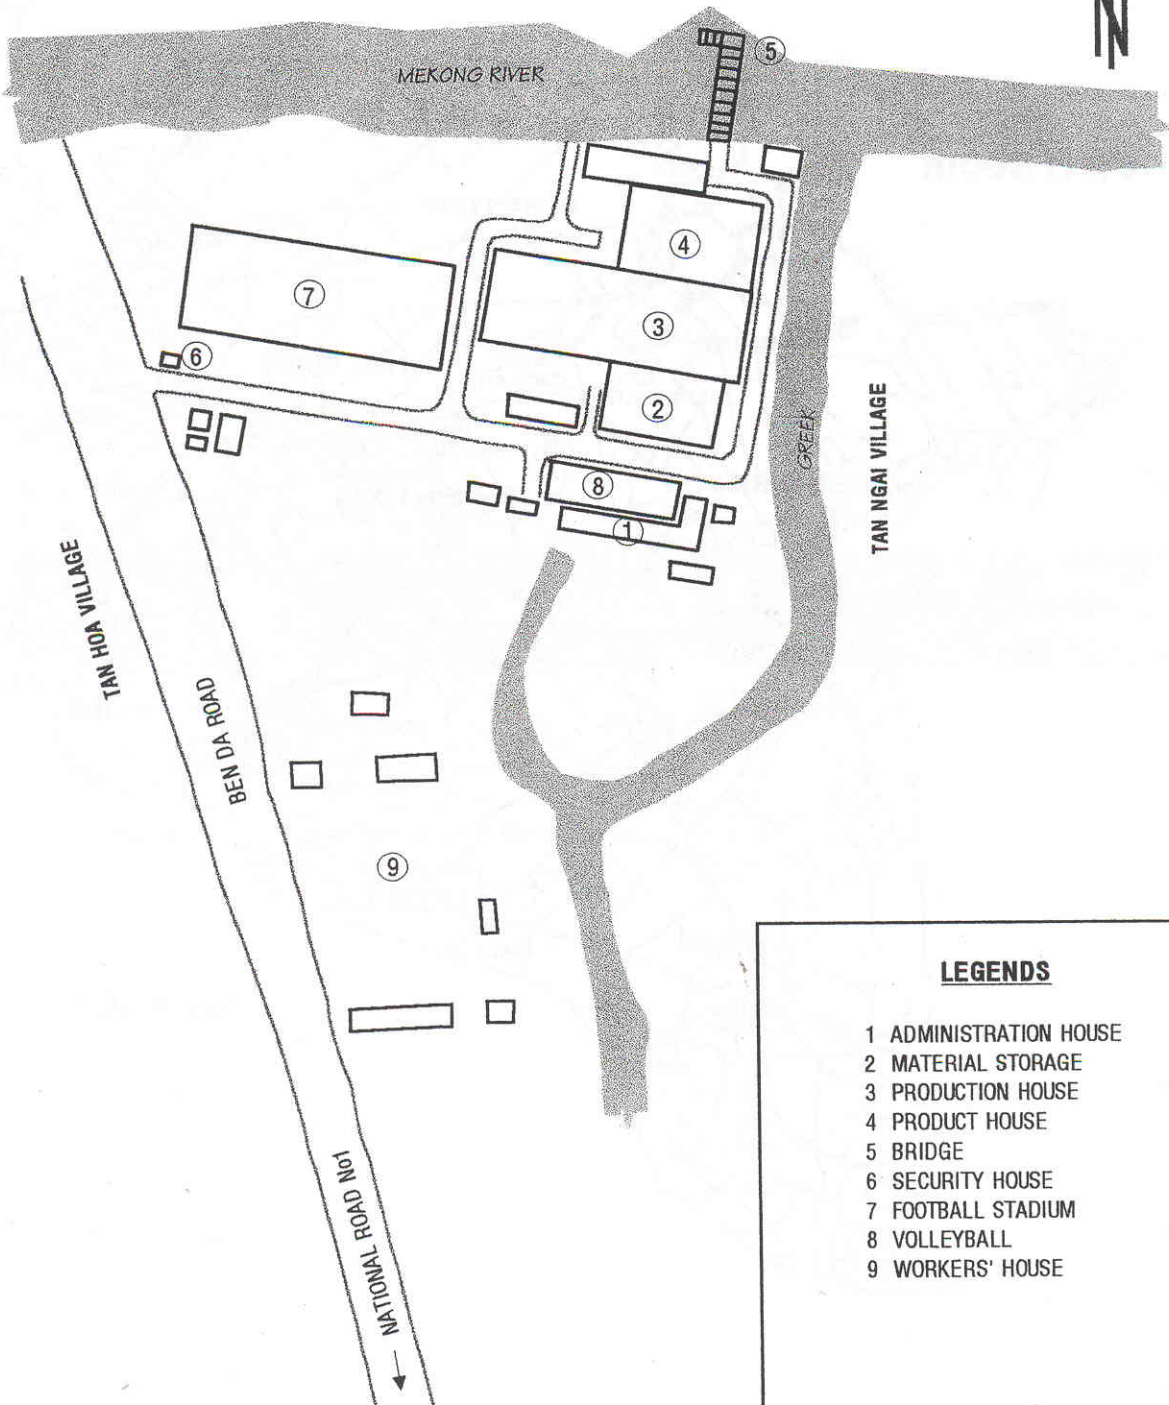 N
MEKONG RIVER
5
4
7
3
6
2
8
1
GREEK
TAN NGAI VILLAGE
TAN HOA VILLAGE
BEN DA ROAD
9
NATIONAL ROAD No1
LEGENDS
1 ADMINISTRATION HOUSE
2 MATERIAL STORAGE
3 PRODUCTION HOUSE
4 PRODUCT HOUSE
5 BRIDGE
6 SECURITY HOUSE
7 FOOTBALL STADIUM
8 VOLLEYBALL
9 WORKERS' HOUSE